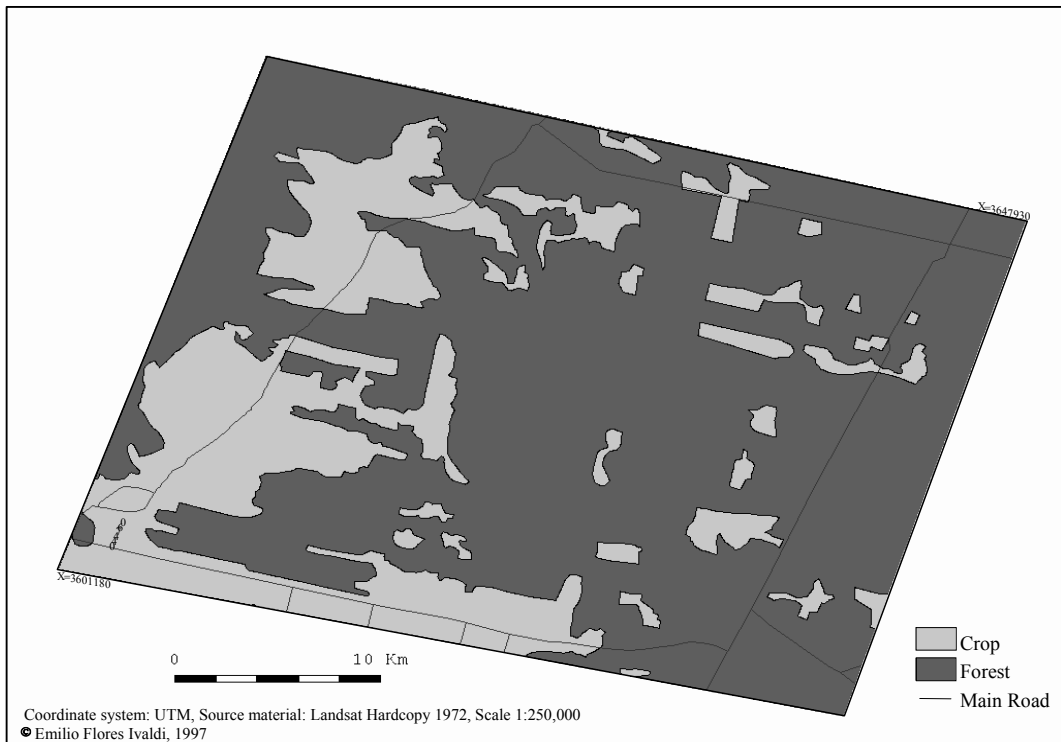 X=3647930
X=3601180
0 10 Km
Crop
Forest
Main Road
Coordinate system: UTM, Source material: Landsat Hardcopy 1972, Scale 1:250,000
© Emilio Flores Ivaldi, 1997